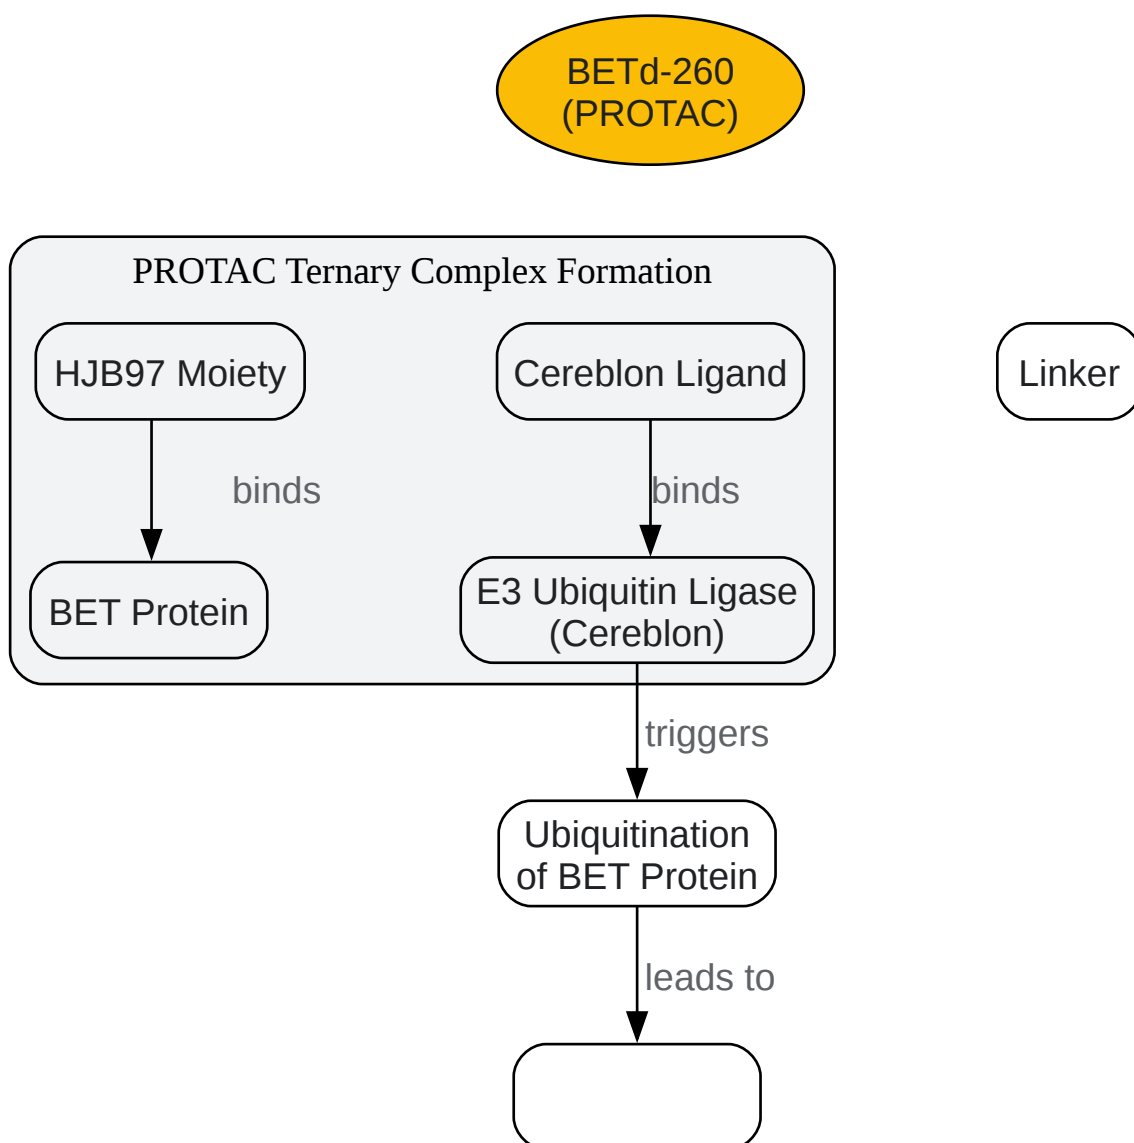 BETd-260
(PROTAC)
PROTAC Ternary Complex Formation
HJB97 Moiety
Cereblon Ligand
Linker
binds
binds
BET Protein
E3 Ubiquitin Ligase
(Cereblon)
triggers
Ubiquitination
of BET Protein
leads to